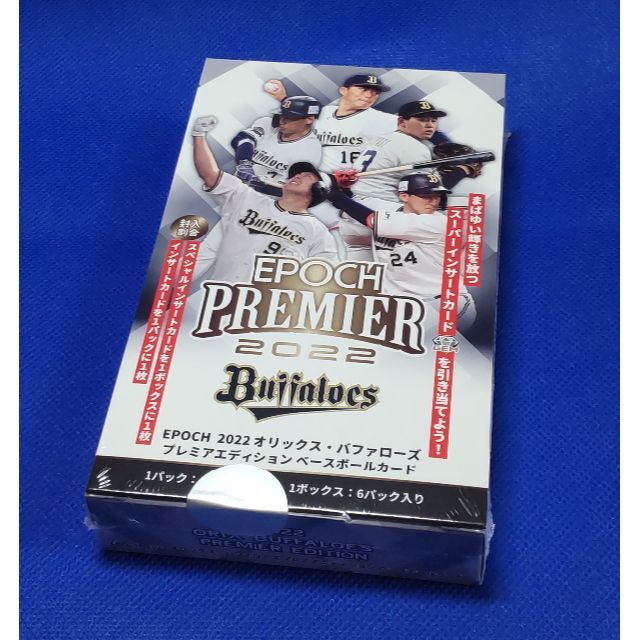 B
B
Buffaloes
16
3
Buffaloes
9
24
まばゆい輝きを放つ
スーパーインサートカード GEM を引き当てよう！
封入
割合
スペシャルインサートカードを1ボックスに1枚
インサートカードを1パックに1枚
EPOCH
PREMIER
2022
Buffaloes
EPOCH 2022 オリックス・バファローズ
プレミアエディション ベースボールカード
1パック： 1ボックス：6パック入り
ORIX BUFFALOES
PREMIER EDITION